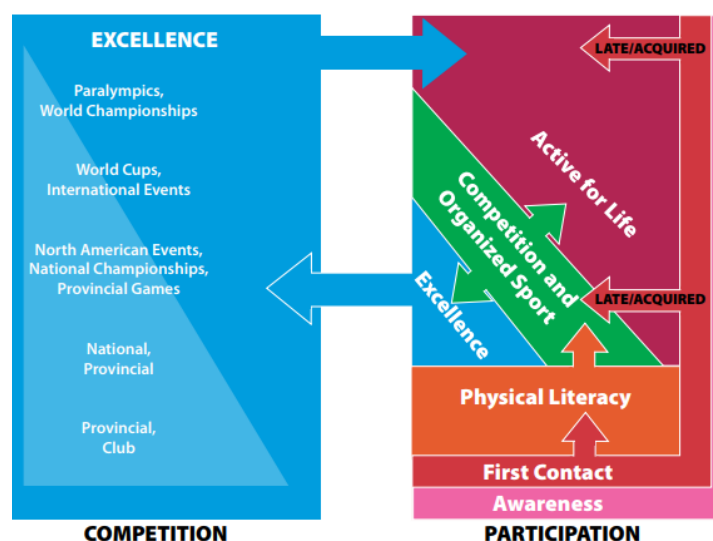 EXCELLENCE
Paralympics,
World Championships
World Cups,
International Events
North American Events,
National Championships,
Provincial Games
National,
Provincial
Provincial,
Club
COMPETITION
LATE/ACQUIRED
Active for Life
Competition and
Organized Sport
LATE/ACQUIRED
Excellence
Physical Literacy
First Contact
Awareness
PARTICIPATION